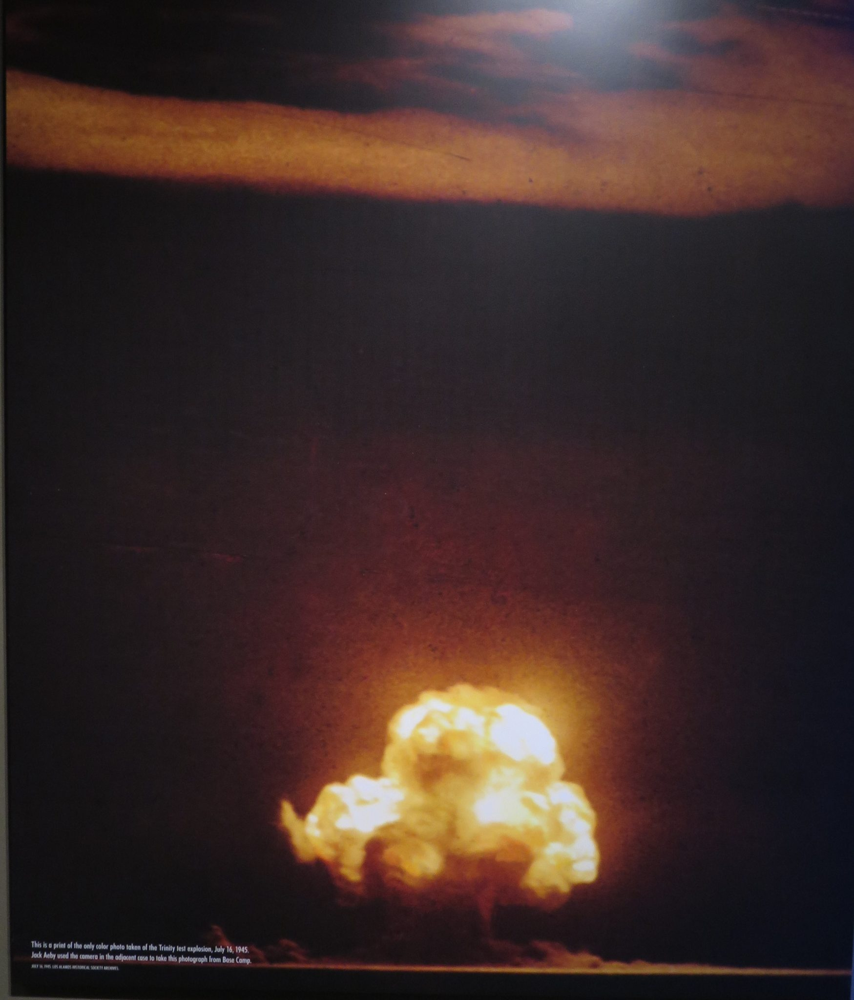 This is a print of the only color photo taken of the Trinity test explosion, July 16, 1945.
Jack Aeby used the camera in the adjacent case to take this photograph from Base Camp.
JULY 16, 1945. LOS ALAMOS HISTORICAL SOCIETY ARCHIVES.